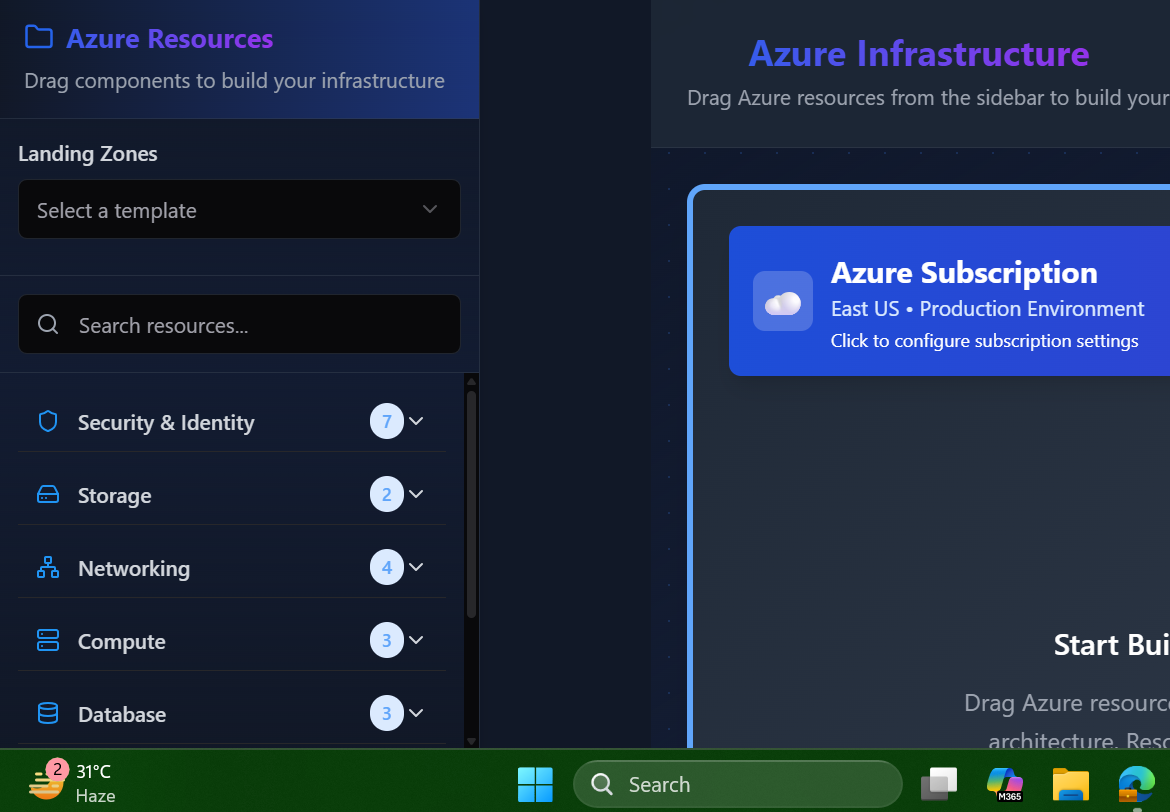 Azure Resources
Drag components to build your infrastructure
Landing Zones
Select a template
Search resources...
Security & Identity 7
Storage 2
Networking 4
Compute 3
Database 3
Azure Infrastructure
Drag Azure resources from the sidebar to build your
Azure Subscription
East US • Production Environment
Click to configure subscription settings
Start Bui
Drag Azure resourc
architecture. Reso
2
31°C
Haze
Search
M365